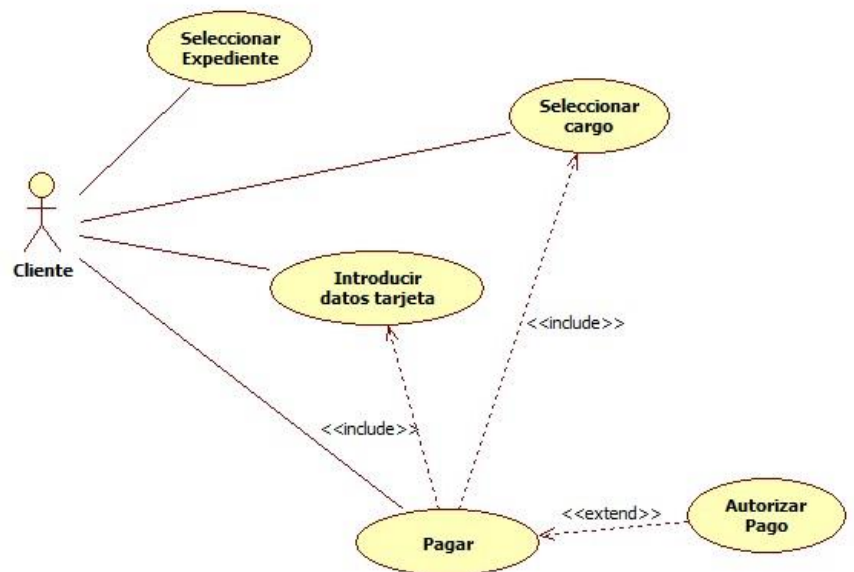 Seleccionar
Expediente
Seleccionar
cargo
Cliente
Introducir
datos tarjeta
<<include>>
<<include>>
Autorizar
Pago
<<extend>>
Pagar